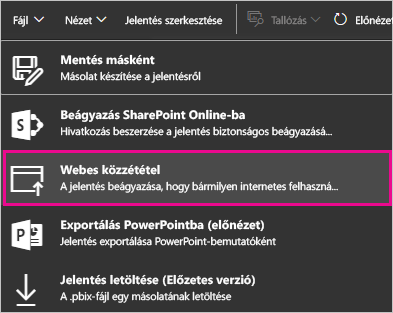 Fájl Nézet Jelentés szerkesztése Tallózás Előnézet
Mentés másként
Másolat készítése a jelentésről
Beágyazás SharePoint Online-ba
Hivatkozás beszerzése a jelentés biztonságos beágyazásá...
Webes közzététel
A jelentés beágyazása, hogy bármilyen internetes felhaszná...
Exportálás PowerPointba (előnézet)
Jelentés exportálása PowerPoint-bemutatóként
Jelentés letöltése (Előzetes verzió)
A .pbix-fájl egy másolatának letöltése